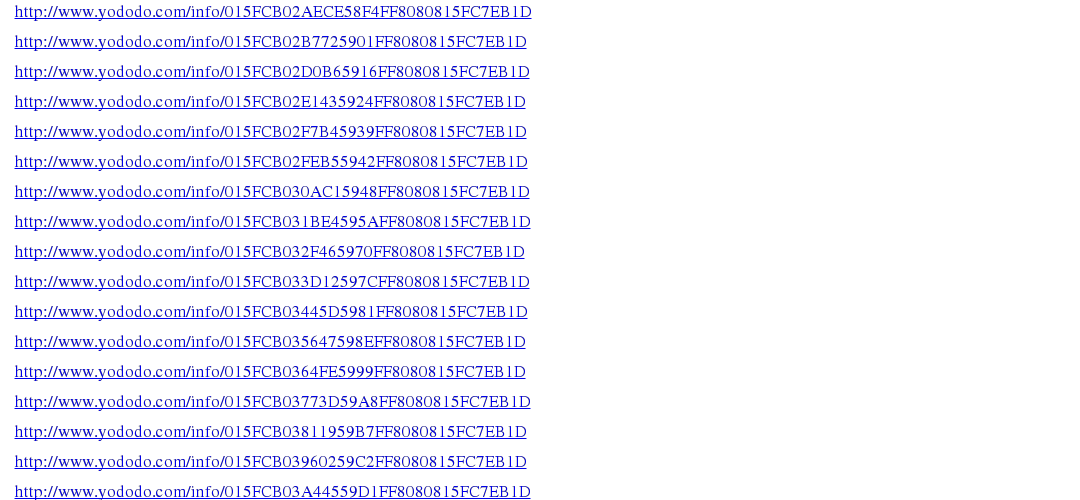 http://www.yododo.com/info/015FCB02AECE58F4FF8080815FC7EB1D
http://www.yododo.com/info/015FCB02B7725901FF8080815FC7EB1D
http://www.yododo.com/info/015FCB02D0B65916FF8080815FC7EB1D
http://www.yododo.com/info/015FCB02E1435924FF8080815FC7EB1D
http://www.yododo.com/info/015FCB02F7B45939FF8080815FC7EB1D
http://www.yododo.com/info/015FCB02FEB55942FF8080815FC7EB1D
http://www.yododo.com/info/015FCB030AC15948FF8080815FC7EB1D
http://www.yododo.com/info/015FCB031BE4595AFF8080815FC7EB1D
http://www.yododo.com/info/015FCB032F465970FF8080815FC7EB1D
http://www.yododo.com/info/015FCB033D12597CFF8080815FC7EB1D
http://www.yododo.com/info/015FCB03445D5981FF8080815FC7EB1D
http://www.yododo.com/info/015FCB035647598EFF8080815FC7EB1D
http://www.yododo.com/info/015FCB0364FE5999FF8080815FC7EB1D
http://www.yododo.com/info/015FCB03773D59A8FF8080815FC7EB1D
http://www.yododo.com/info/015FCB03811959B7FF8080815FC7EB1D
http://www.yododo.com/info/015FCB03960259C2FF8080815FC7EB1D
http://www.yododo.com/info/015FCB03A44559D1FF8080815FC7EB1D